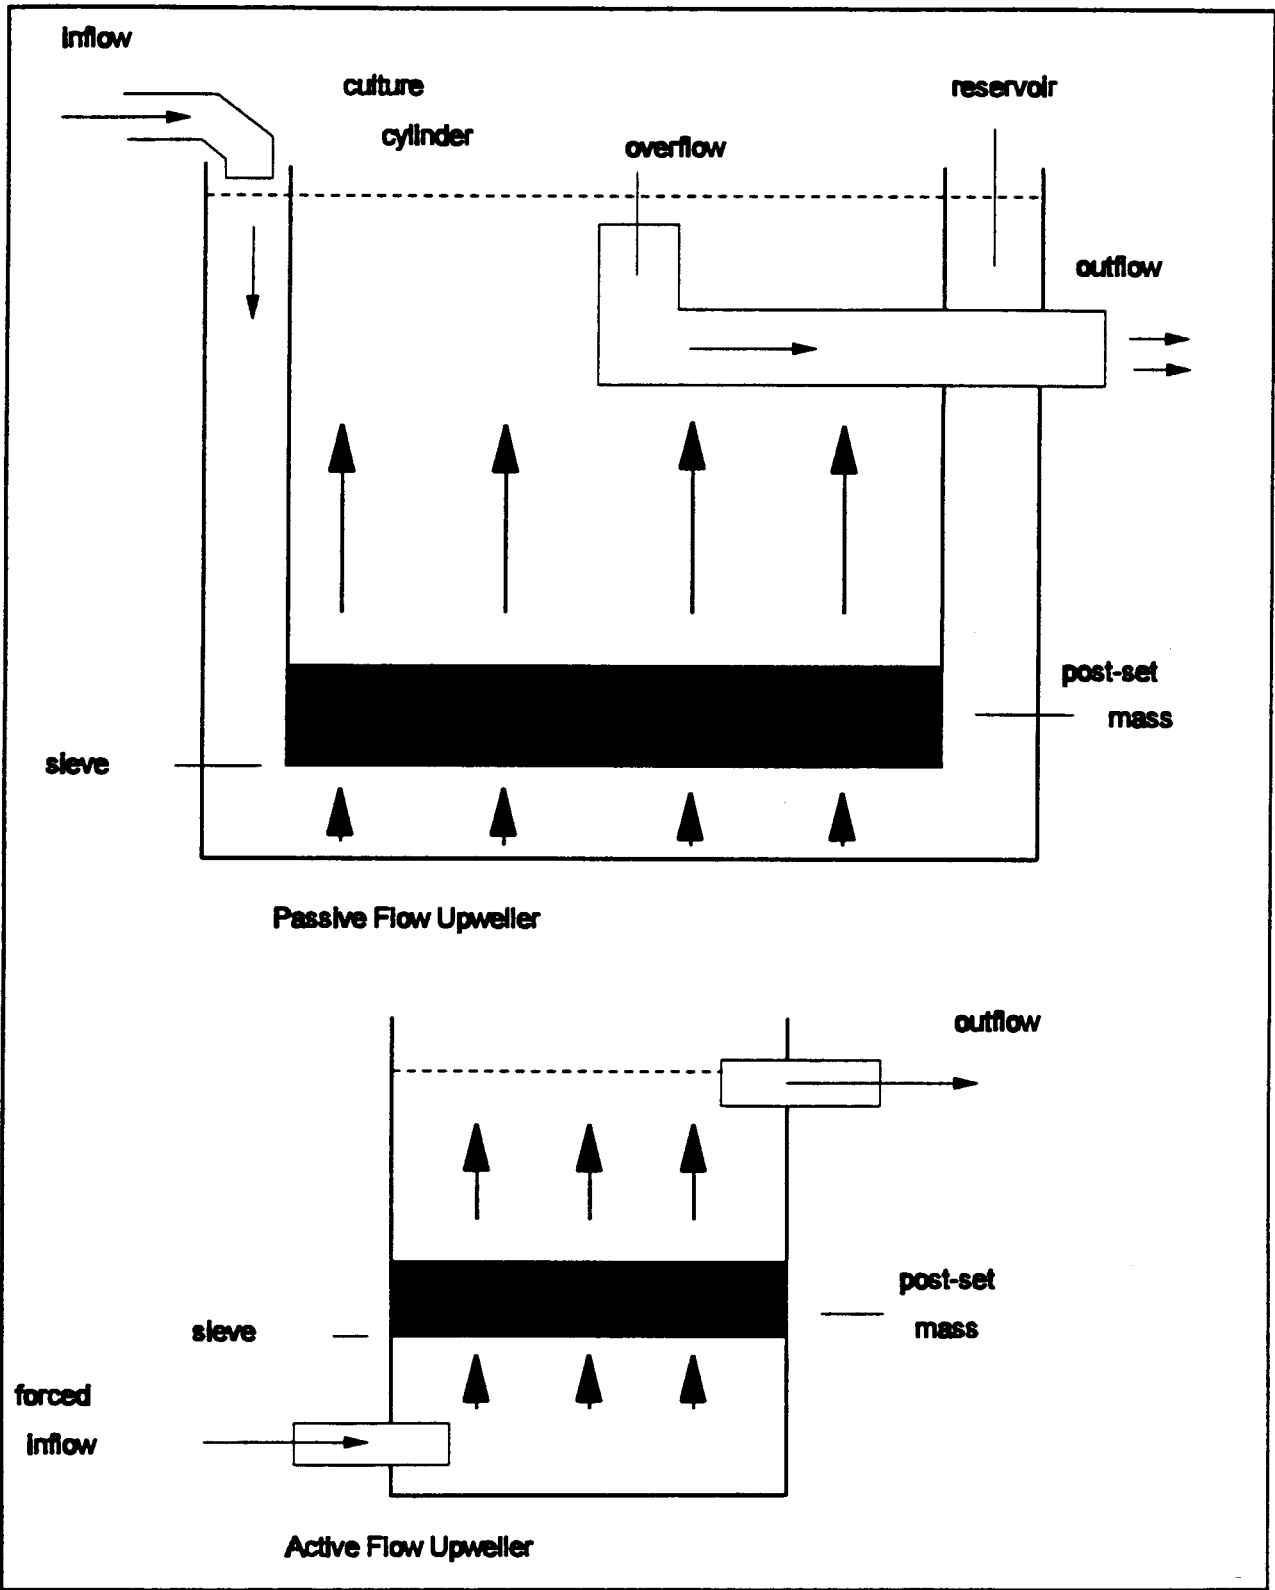 inflow
culture
cylinder
reservoir
overflow
outflow
post-set
mass
sieve
Passive Flow Upweller
outflow
post-set
mass
sieve
forced
inflow
Active Flow Upweller